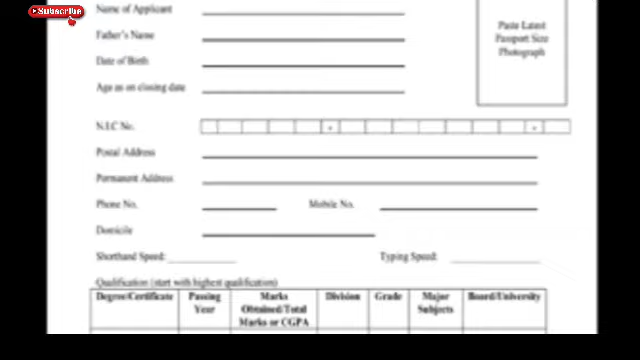 Subscribe
Name of Applicant
Father's Name
Date of Birth
Age as on closing date
Paste Latest
Passport Size
Photograph
N.I.C No.
Postal Address
Permanent Address
Phone No. Mobile No.
Domicile
Shorthand Speed: Typing Speed:
Qualification (start with highest qualification)
Degree/Certificate Passing Year Marks Obtained/Total Marks or CGPA Division Grade Major Subjects Board/University